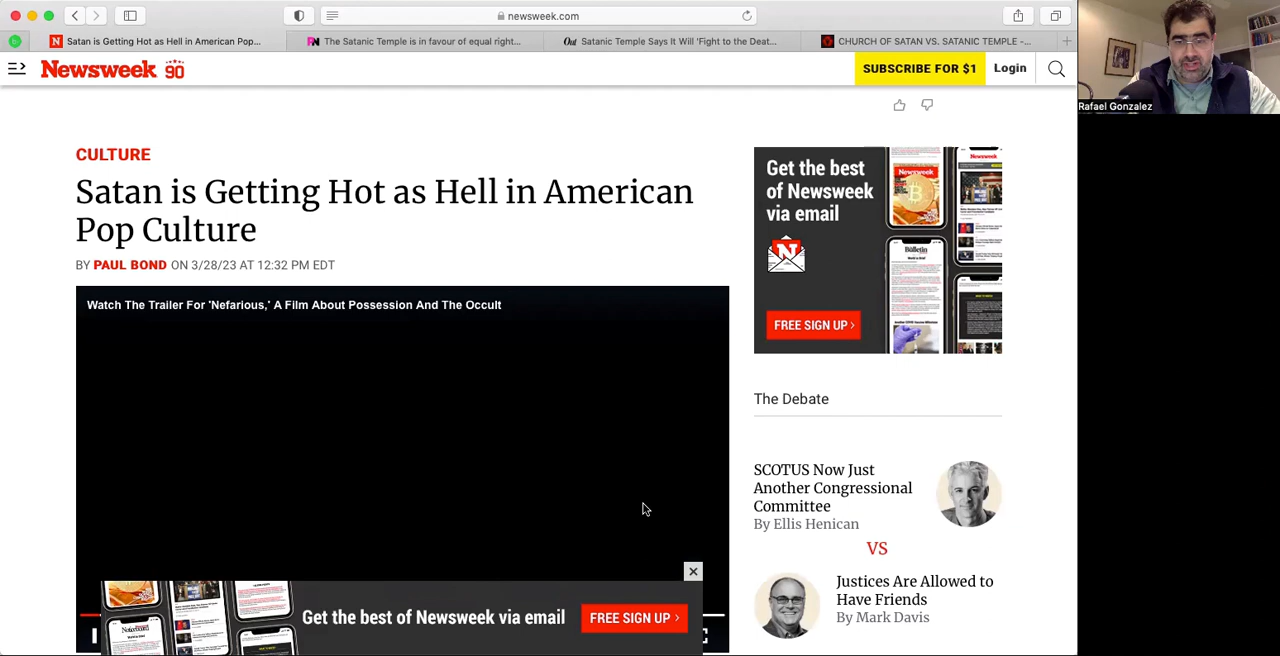 newsweek.com
Satan is Getting Hot as Hell in American Pop...
The Satanic Temple is in favour of equal right...
Out Satanic Temple Says It Will 'Fight to the Deat...
CHURCH OF SATAN VS. SATANIC TEMPLE -...
Newsweek 90
SUBSCRIBE FOR $1
Login
Rafael Gonzalez
CULTURE
Satan is Getting Hot as Hell in American
Pop Culture
BY PAUL BOND ON 3/23/23 AT 12:32 PM EDT
Watch The Trailer For 'Nefarious,' A Film About Possession And The Occult
Get the best
of Newsweek
via email
FREE SIGN UP
The Debate
SCOTUS Now Just
Another Congressional
Committee
By Ellis Henican
VS
Justices Are Allowed to
Have Friends
By Mark Davis
Get the best of Newsweek via email
FREE SIGN UP